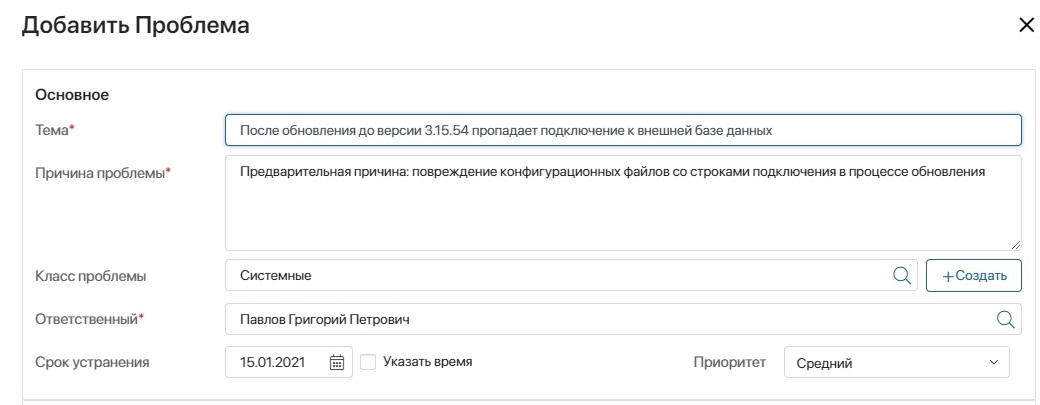 Добавить Проблема
Основное
Тема* После обновления до версии 3.15.54 пропадает подключение к внешней базе данных
Причина проблемы* Предварительная причина: повреждение конфигурационных файлов со строками подключения в процессе обновления
Класс проблемы Системные +Создать
Ответственный* Павлов Григорий Петрович
Срок устранения 15.01.2021 Указать время Приоритет Средний